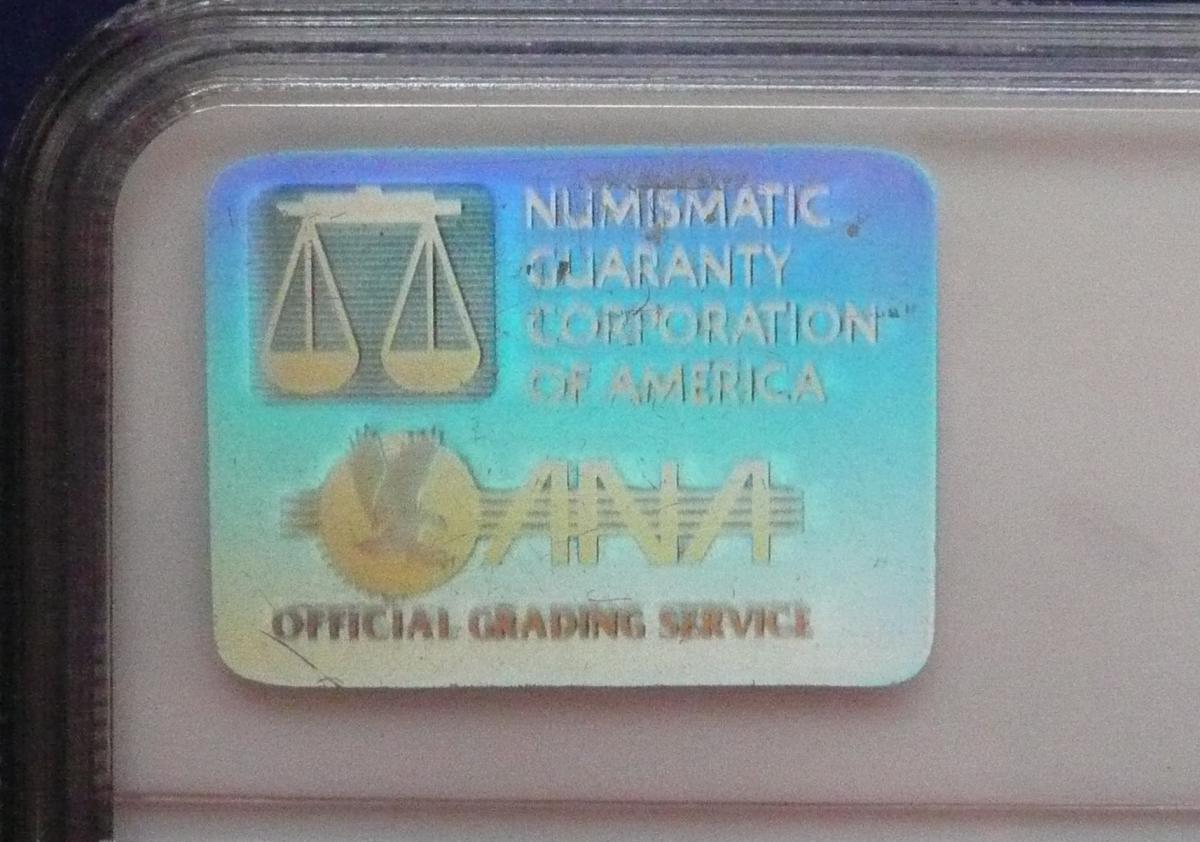 NUMISMATIC
GUARANTY
CORPORATION
OF AMERICA
ANA
OFFICIAL GRADING SERVICE